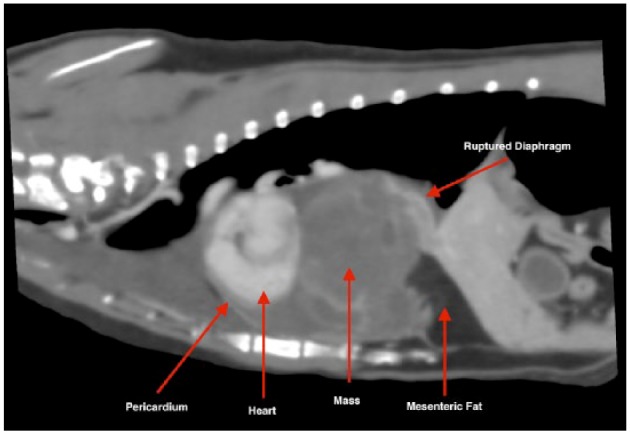 Ruptured Diaphragm
Pericardium
Heart
Mass
Mesenteric Fat